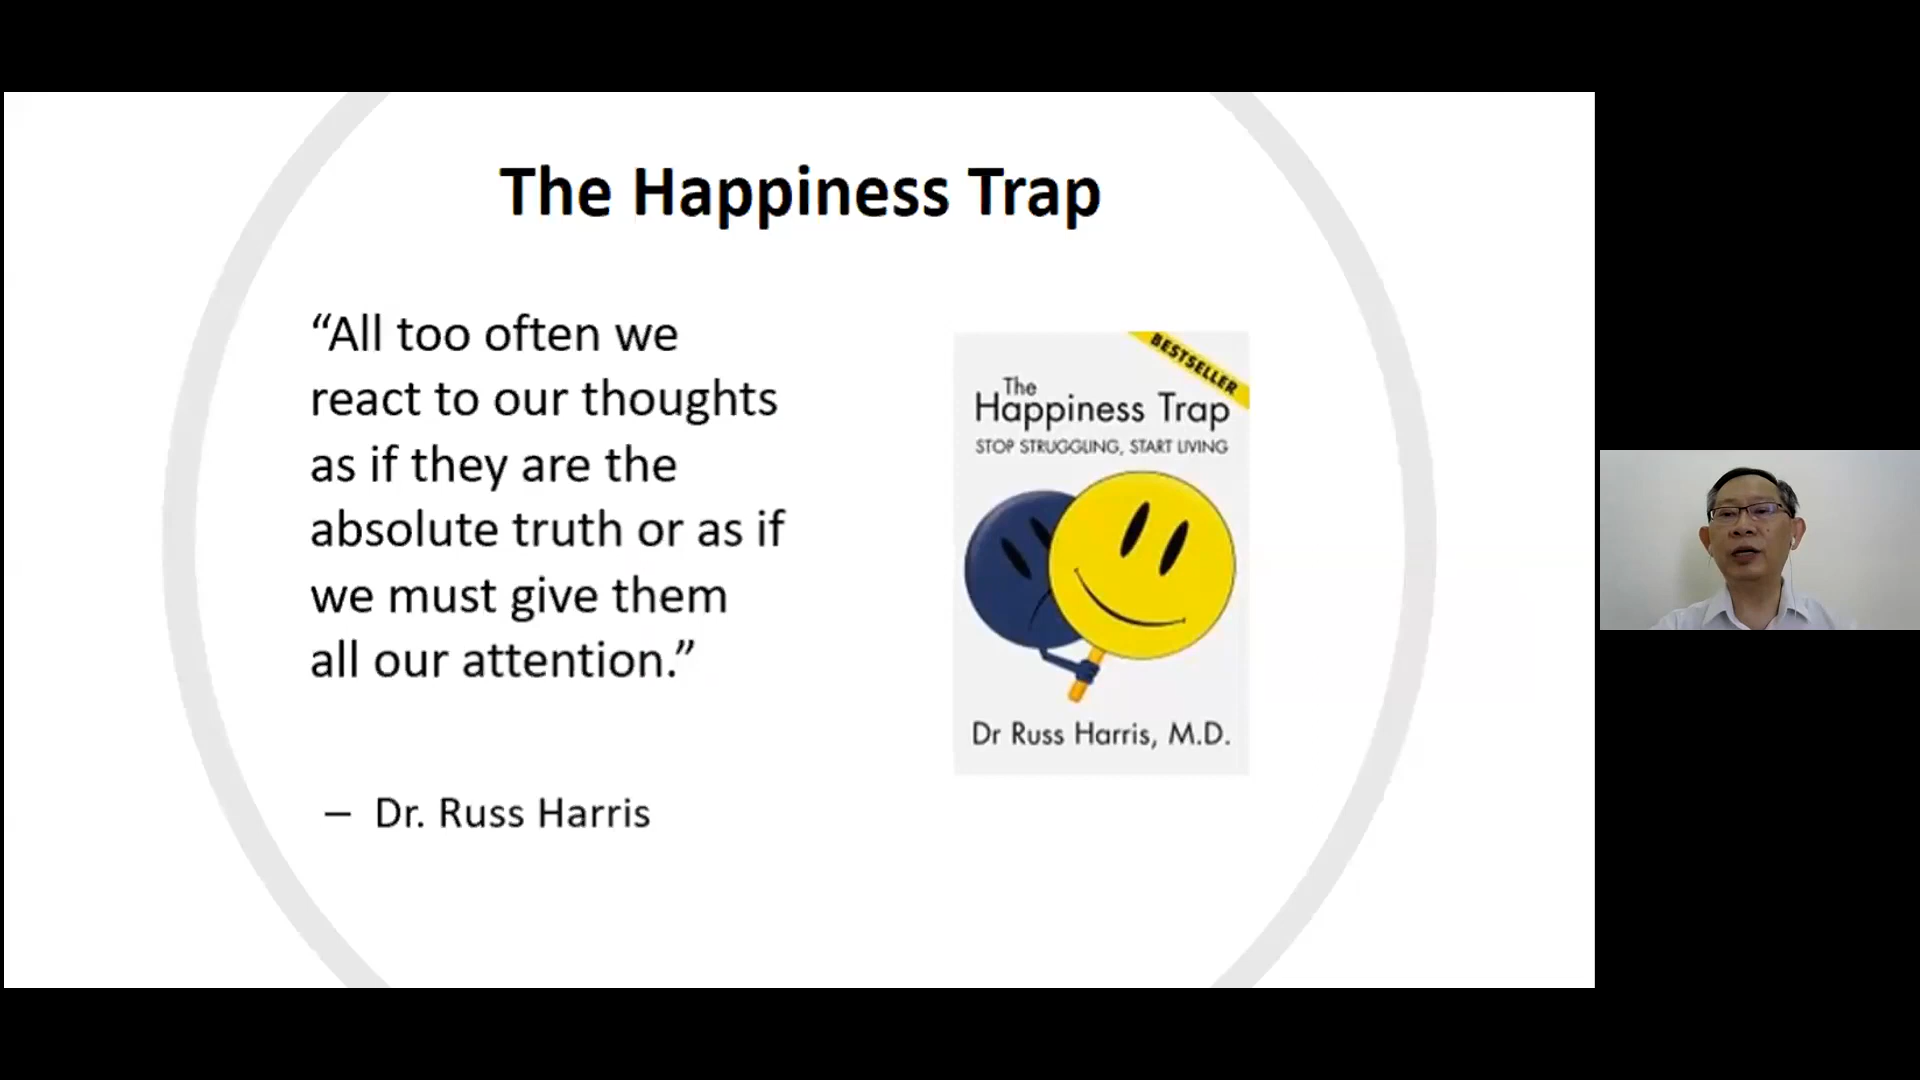 The Happiness Trap
“All too often we
react to our thoughts
as if they are the
absolute truth or as if
we must give them
all our attention.”
– Dr. Russ Harris
BESTSELLER
The
Happiness Trap
STOP STRUGGLING, START LIVING
Dr Russ Harris, M.D.